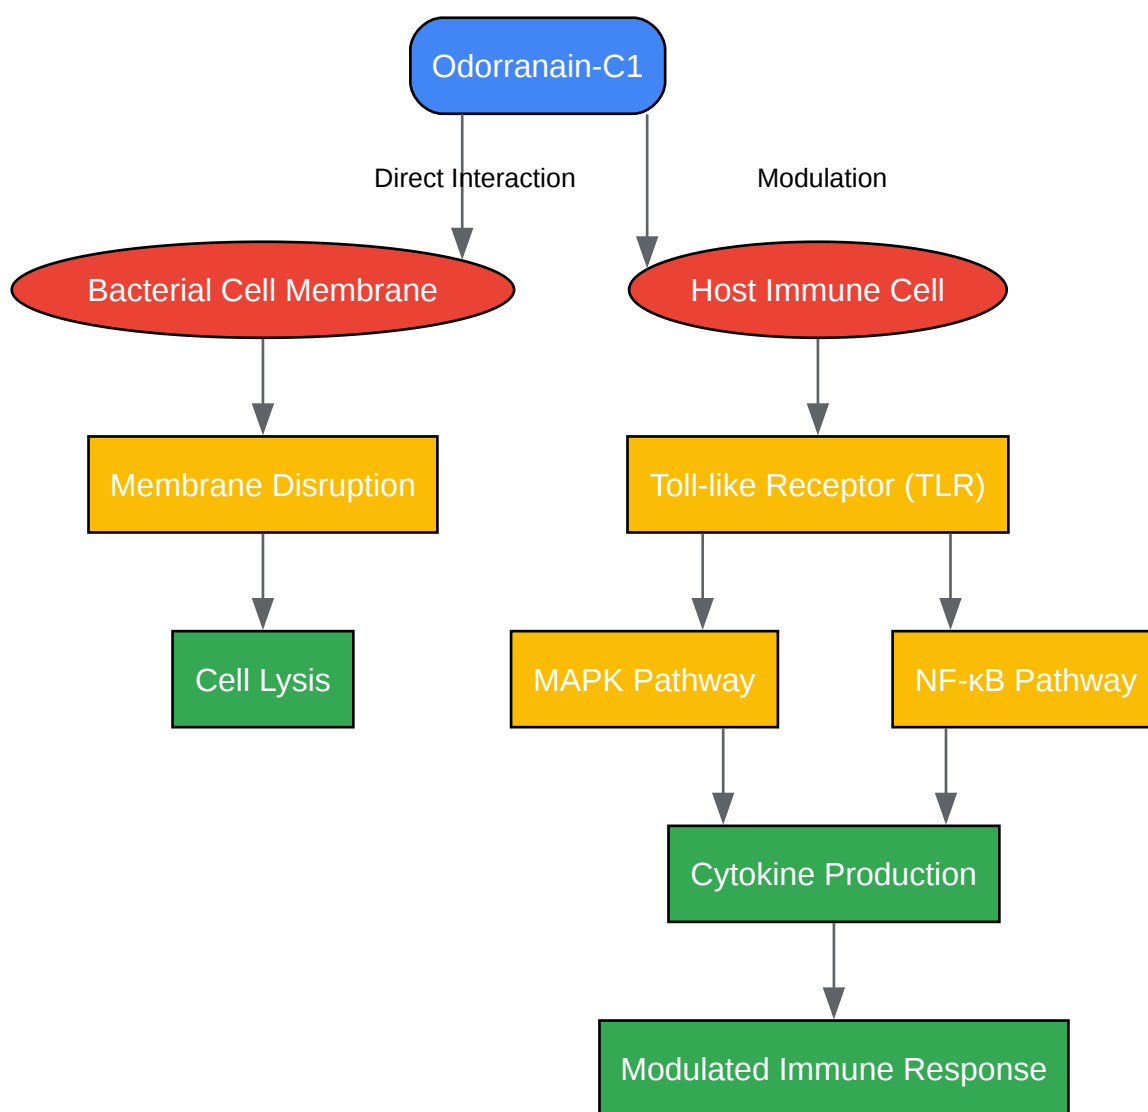 Odorranain-C1
Direct Interaction
Modulation
Bacterial Cell Membrane
Host Immune Cell
Membrane Disruption
Toll-like Receptor (TLR)
Cell Lysis
MAPK Pathway
NF-κB Pathway
Cytokine Production
Modulated Immune Response